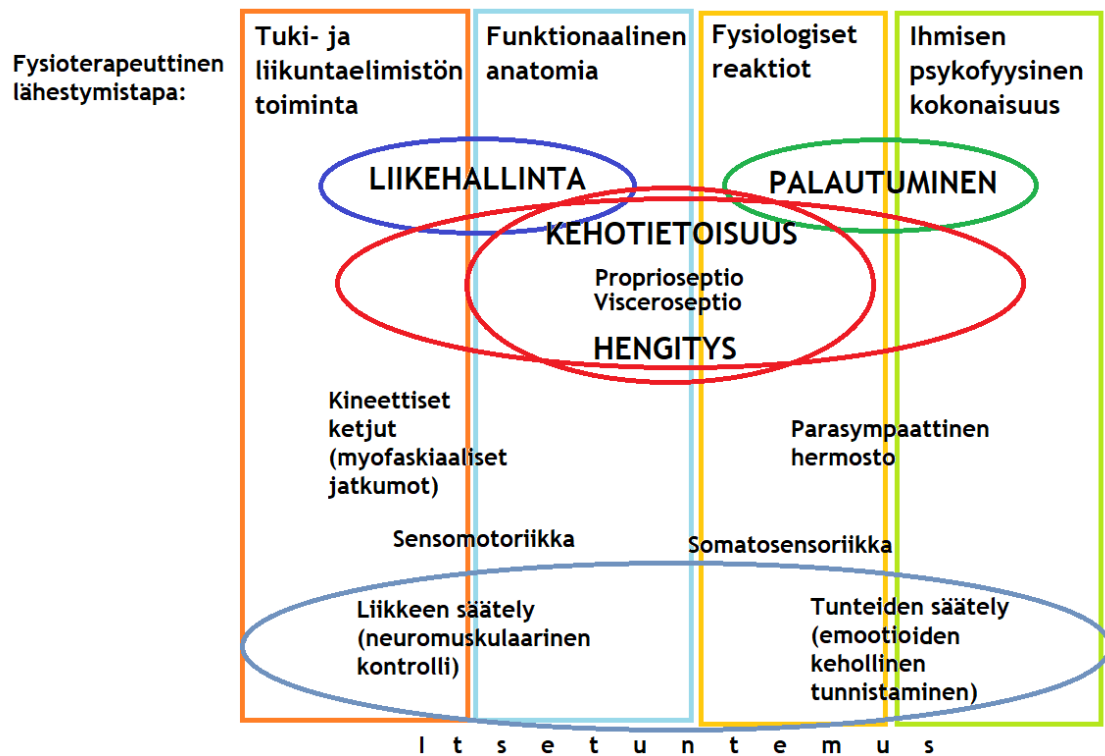 Fysioterapeuttinen
lähestymistapa:
Tuki- ja
liikuntaelimistön
toiminta
Funktionaalinen
anatomia
Fysiologiset
reaktiot
Ihmisen
psykofyysinen
kokonaisuus
LIIKEHALLINTA
PALAUTUMINEN
KEHOTIETOISUUS
Proprioseptio
Visceroseptio
HENGITYS
Kineettiset
ketjut
(myofaskiaaliset
jatkumot)
Parasympaattinen
hermosto
Sensomotoriikka
Somatosensoriikka
Liikkeen säätely
(neuromuskulaarinen
kontrolli)
Tunteiden säätely
(emootioiden
kehollinen
tunnistaminen)
I t s e t u n t e m u s